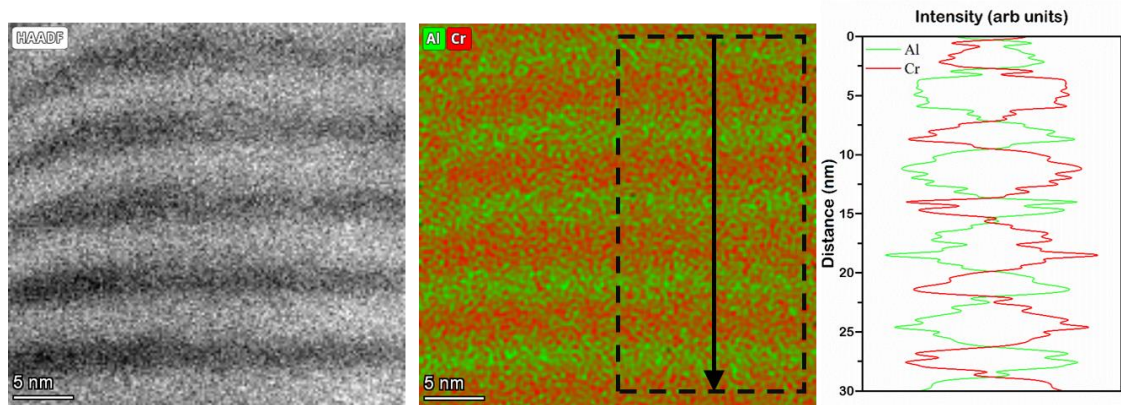 HAADF
5 nm
Al Cr
5 nm
Intensity (arb units)
Al
Cr
Distance (nm)
0
5
10
15
20
25
30